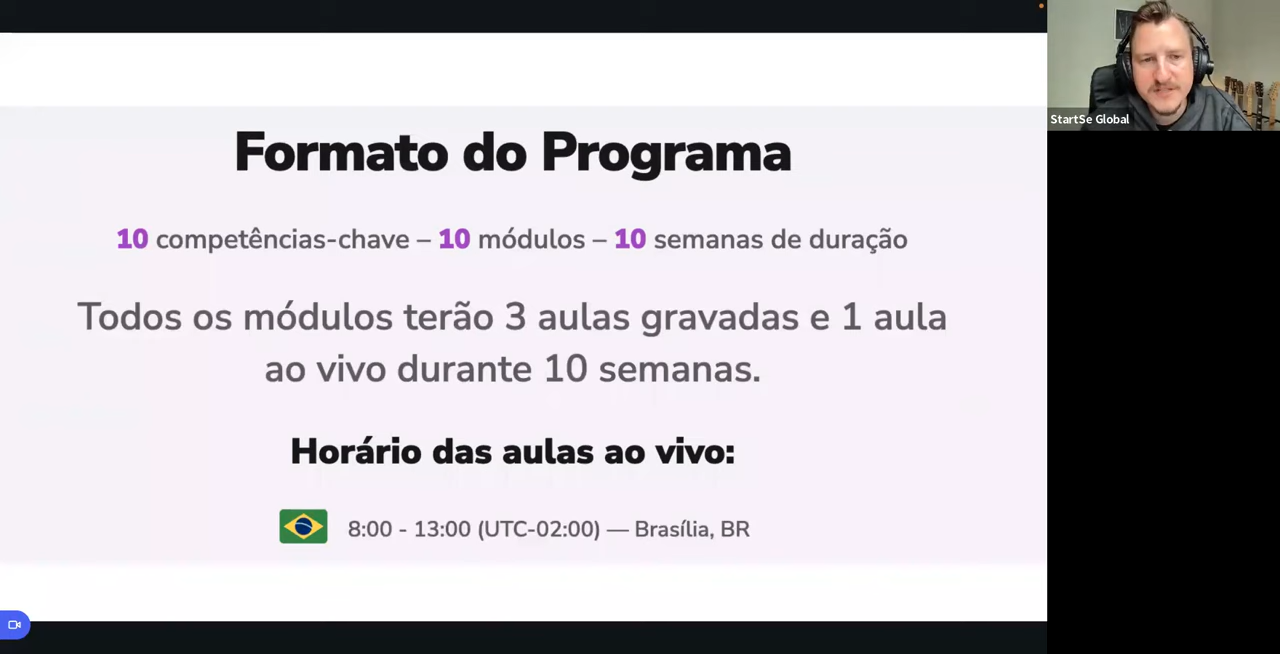 Formato do Programa
10 competências-chave – 10 módulos – 10 semanas de duração
Todos os módulos terão 3 aulas gravadas e 1 aula
ao vivo durante 10 semanas.
Horário das aulas ao vivo:
8:00 - 13:00 (UTC-02:00) — Brasília, BR
StartSe Global